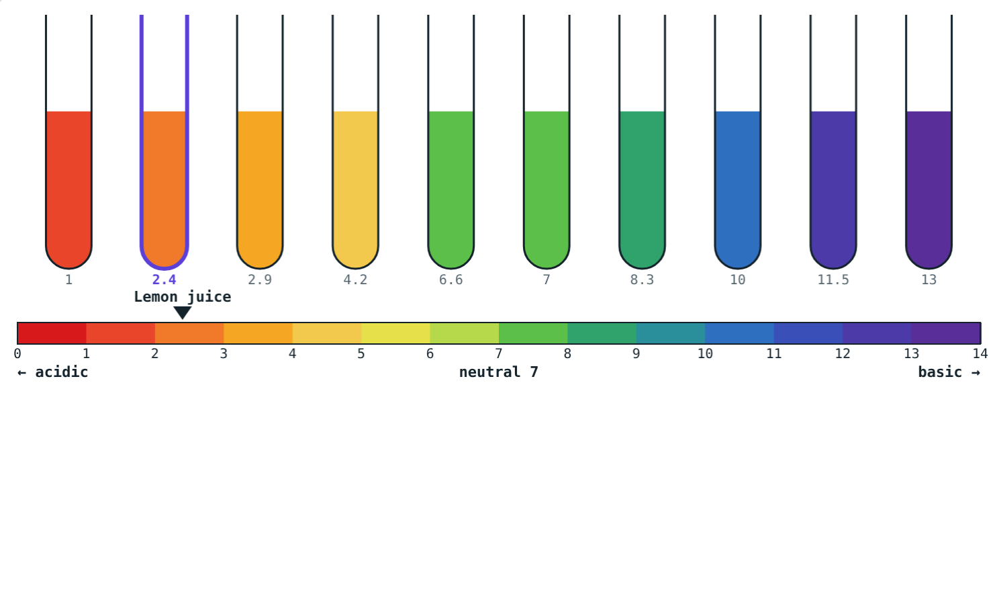 1 2.4 2.9 4.2 6.6 7 8.3 10 11.5 13
Lemon juice
0 1 2 3 4 5 6 7 8 9 10 11 12 13 14
← acidic neutral 7 basic →